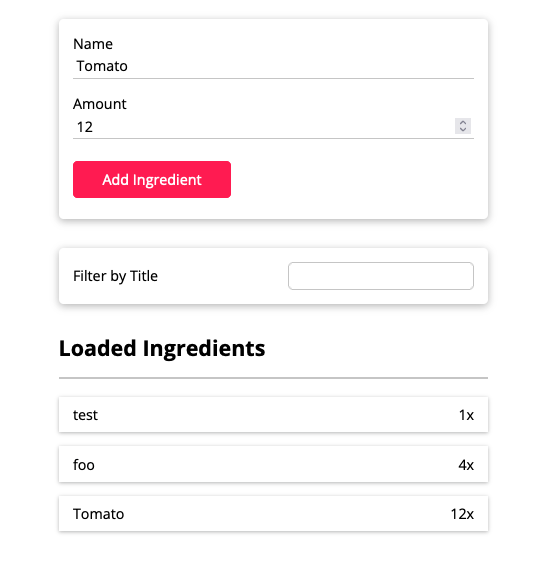 Name
Tomato
Amount
12
Add Ingredient
Filter by Title
Loaded Ingredients
test 1x
foo 4x
Tomato 12x